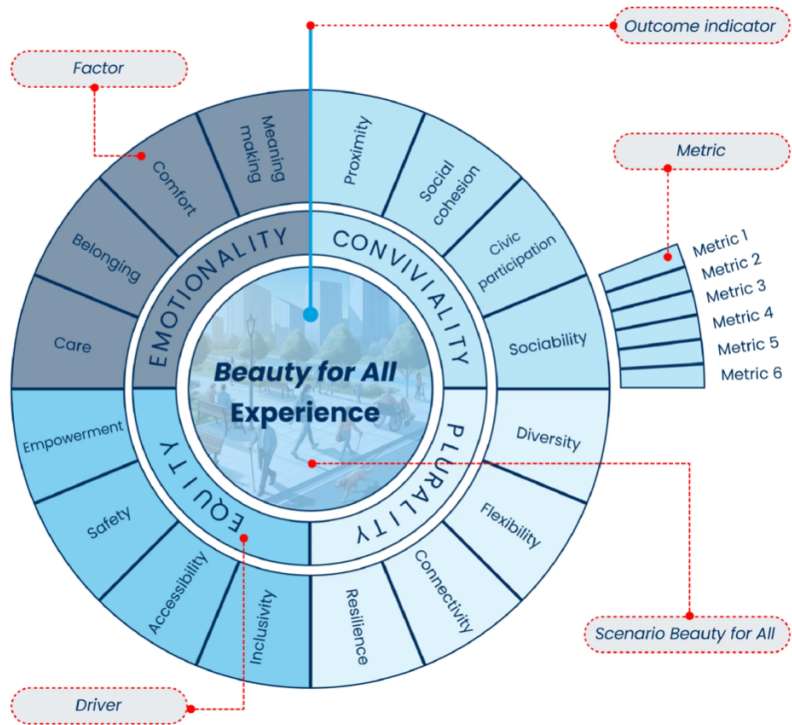 Outcome indicator
Factor
Metric
Meaning
making
Proximity
Comfort
Social
cohesion
Belonging
Civic
participation
Care
Sociability
EMOTIONALITY
CONVIVIALITY
Metric 1
Metric 2
Metric 3
Metric 4
Metric 5
Metric 6
Beauty for All
Experience
Empowerment
Diversity
EQUITY
PLURALITY
Safety
Flexibility
Accessibility
Connectivity
Inclusivity
Resilience
Scenario Beauty for All
Driver